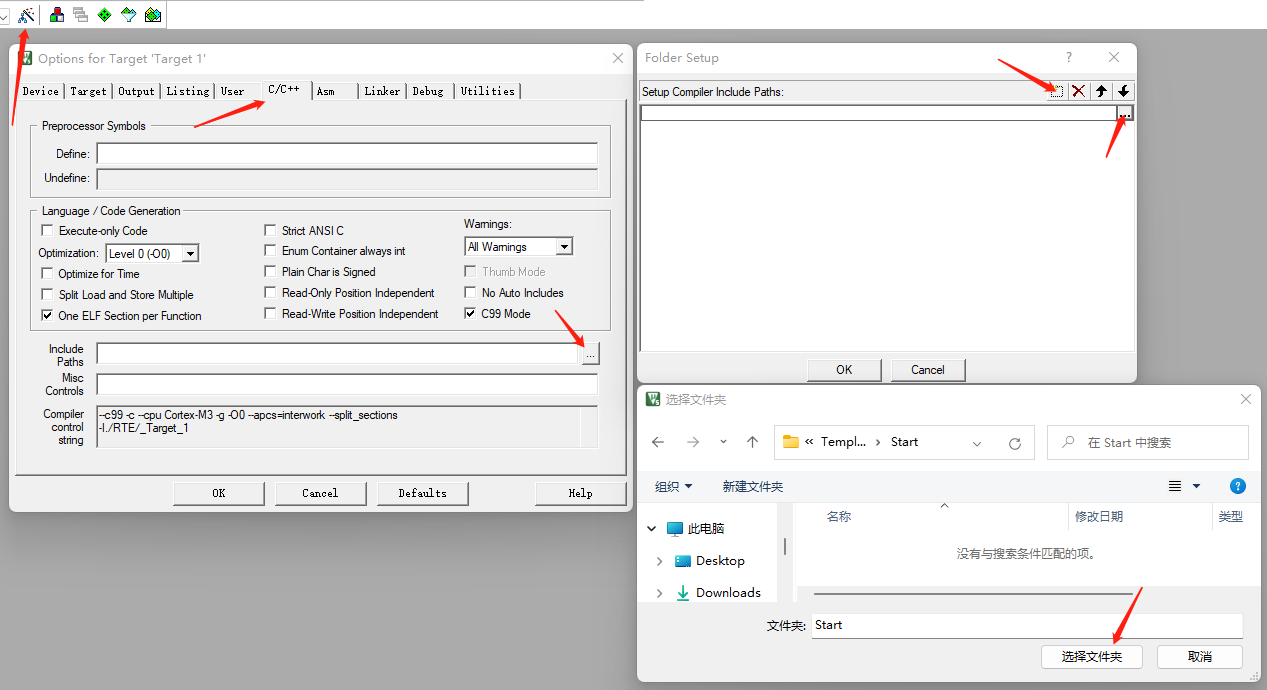 Options for Target 'Target 1'
Device Target Output Listing User C/C++ Asm Linker Debug Utilities
Preprocessor Symbols
Define:
Undefine:
Language / Code Generation
Execute-only Code
Optimization: Level 0 (-O0)
Optimize for Time
Split Load and Store Multiple
One ELF Section per Function
Strict ANSI C
Enum Container always int
Plain Char is Signed
Read-Only Position Independent
Read-Write Position Independent
Warnings:
All Warnings
Thumb Mode
No Auto Includes
C99 Mode
Include
Paths
...
Misc
Controls
Compiler
control
string
--c99 -c --cpu Cortex-M3 -g -O0 --apcs=interwork --split_sections
-I./RTE/_Target_1
OK Cancel Defaults Help
Folder Setup ?
Setup Compiler Include Paths:
...
OK Cancel
选择文件夹
« Templ... › Start
在 Start 中搜索
组织 新建文件夹 ?
名称 修改日期 类型
此电脑
Desktop
Downloads
没有与搜索条件匹配的项。
文件夹: Start
选择文件夹 取消